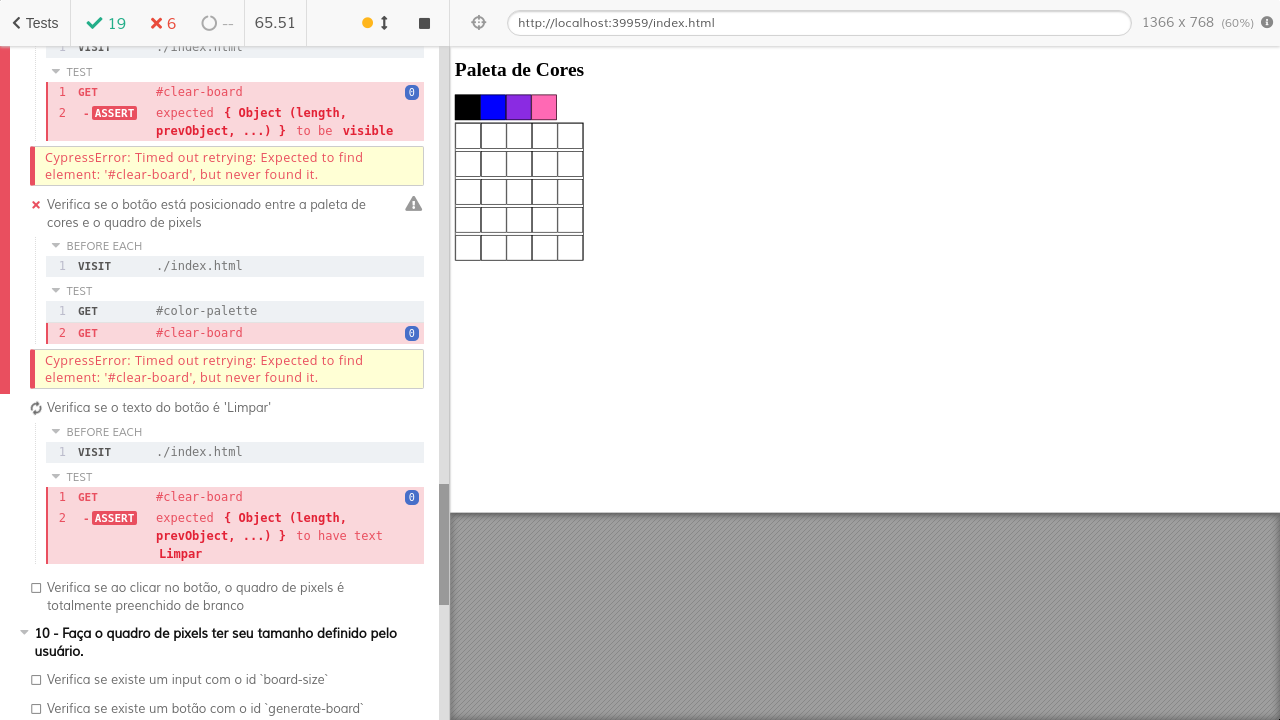 Tests
19
6
--
65.51
http://localhost:39959/index.html
1366 x 768 (60%)
1 VISIT ./index.html
TEST
1 GET #clear-board 0
2 -ASSERT expected { Object (length,
prevObject, ...) } to be visible
CypressError: Timed out retrying: Expected to find
element: '#clear-board', but never found it.
Verifica se o botão está posicionado entre a paleta de
cores e o quadro de pixels
BEFORE EACH
1 VISIT ./index.html
TEST
1 GET #color-palette
2 GET #clear-board 0
CypressError: Timed out retrying: Expected to find
element: '#clear-board', but never found it.
Verifica se o texto do botão é 'Limpar'
BEFORE EACH
1 VISIT ./index.html
TEST
1 GET #clear-board 0
2 -ASSERT expected { Object (length,
prevObject, ...) } to have text
Limpar
Verifica se ao clicar no botão, o quadro de pixels é
totalmente preenchido de branco
10 - Faça o quadro de pixels ter seu tamanho definido pelo
usuário.
Verifica se existe um input com o id `board-size`
Verifica se existe um botão com o id `generate-board`
Paleta de Cores